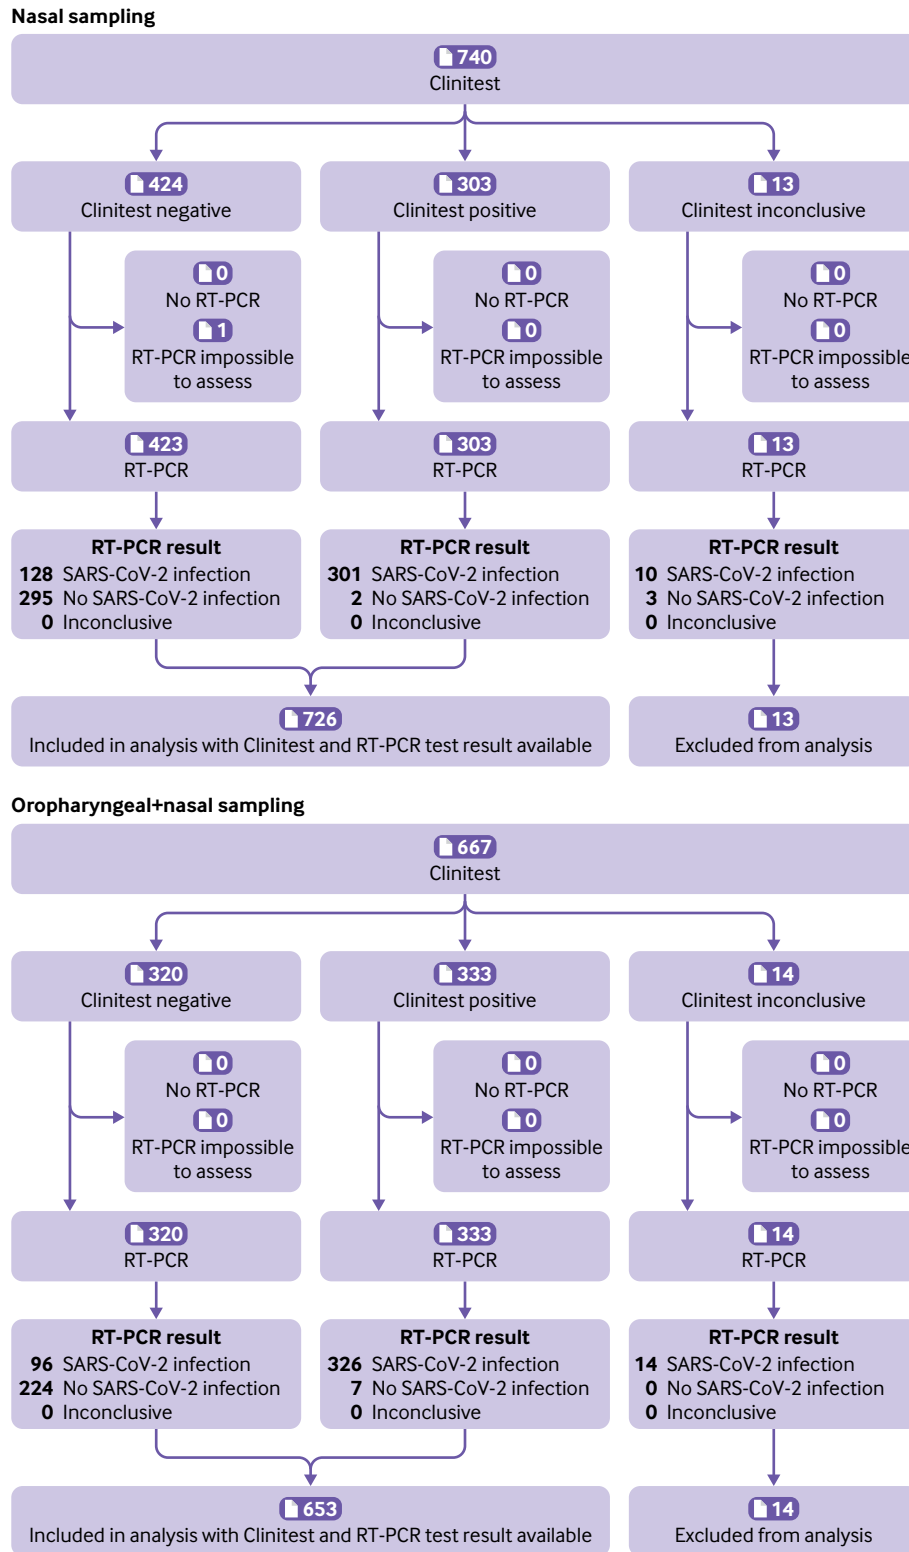 Nasal sampling
740
Clinitest
424
Clinitest negative
303
Clinitest positive
13
Clinitest inconclusive
0
No RT-PCR
1
RT-PCR impossible
to assess
0
No RT-PCR
0
RT-PCR impossible
to assess
0
No RT-PCR
0
RT-PCR impossible
to assess
423
RT-PCR
303
RT-PCR
13
RT-PCR
RT-PCR result
128 SARS-CoV-2 infection
295 No SARS-CoV-2 infection
0 Inconclusive
RT-PCR result
301 SARS-CoV-2 infection
2 No SARS-CoV-2 infection
0 Inconclusive
RT-PCR result
10 SARS-CoV-2 infection
3 No SARS-CoV-2 infection
0 Inconclusive
726
Included in analysis with Clinitest and RT-PCR test result available
13
Excluded from analysis
Oropharyngeal+nasal sampling
667
Clinitest
320
Clinitest negative
333
Clinitest positive
14
Clinitest inconclusive
0
No RT-PCR
0
RT-PCR impossible
to assess
0
No RT-PCR
0
RT-PCR impossible
to assess
0
No RT-PCR
0
RT-PCR impossible
to assess
320
RT-PCR
333
RT-PCR
14
RT-PCR
RT-PCR result
96 SARS-CoV-2 infection
224 No SARS-CoV-2 infection
0 Inconclusive
RT-PCR result
326 SARS-CoV-2 infection
7 No SARS-CoV-2 infection
0 Inconclusive
RT-PCR result
14 SARS-CoV-2 infection
0 No SARS-CoV-2 infection
0 Inconclusive
653
Included in analysis with Clinitest and RT-PCR test result available
14
Excluded from analysis